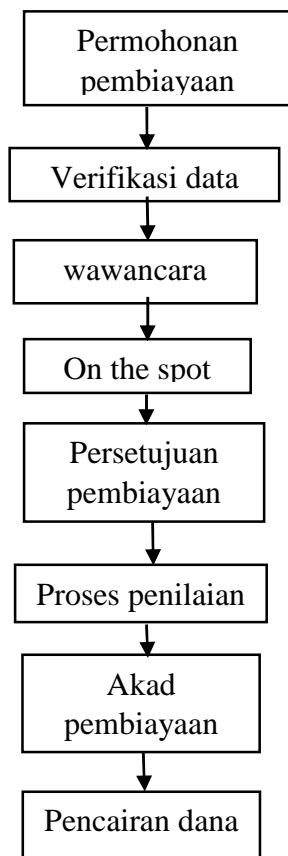 Permohonan
pembiayaan
Verifikasi data
wawancara
On the spot
Persetujuan
pembiayaan
Proses penilaian
Akad
pembiayaan
Pencairan dana